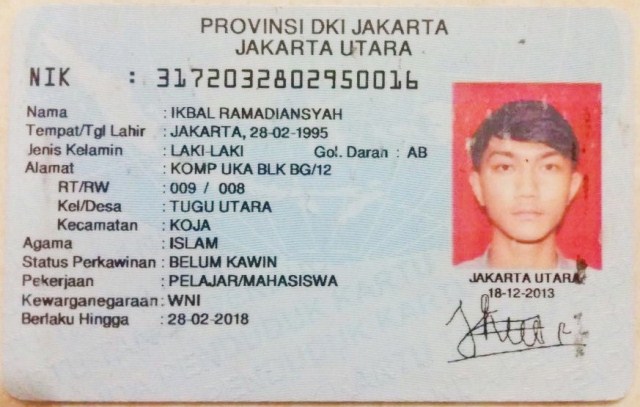 PROVINSI DKI JAKARTA
JAKARTA UTARA
NIK : 3172032802950016
Nama : IKBAL RAMADIANSYAH
Tempat/Tgl Lahir : JAKARTA, 28-02-1995
Jenis Kelamin : LAKI-LAKI Gol. Daran : AB
Alamat : KOMP UKA BLK BG/12
RT/RW : 009 / 008
Kel/Desa : TUGU UTARA
Kecamatan : KOJA
Agama : ISLAM
Status Perkawinan : BELUM KAWIN
Pekerjaan : PELAJAR/MAHASISWA
Kewarganegaraan : WNI
Berlaku Hingga : 28-02-2018
JAKARTA UTARA
18-12-2013